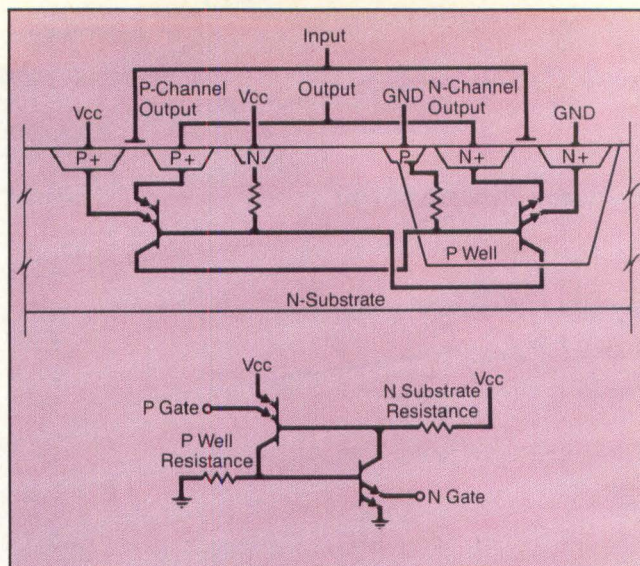 Input
P-Channel
Output
Vcc
Output
GND
N-Channel
Output
Vcc
GND
P+
P+
N
P
N+
N+
P Well
N-Substrate
Vcc
P Gate
N Substrate
Resistance
Vcc
P Well
Resistance
N Gate